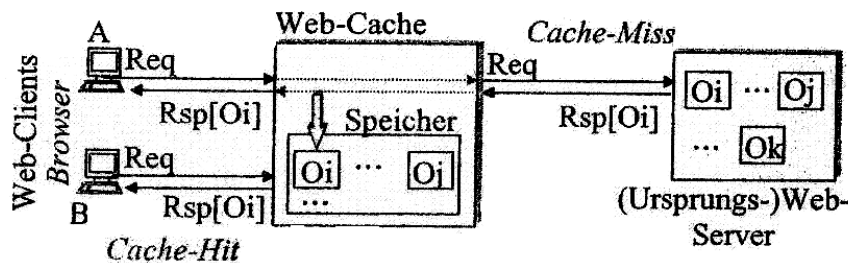 A
Web-Cache
Cache-Miss
Req
Req
Rsp[Oi]
Rsp[Oi]
Oi ... Oj
... Ok
Web-Clients
Browser
Speicher
Req
Oi ... Oj
...
Rsp[Oi]
B
Cache-Hit
(Ursprungs-)Web-
Server